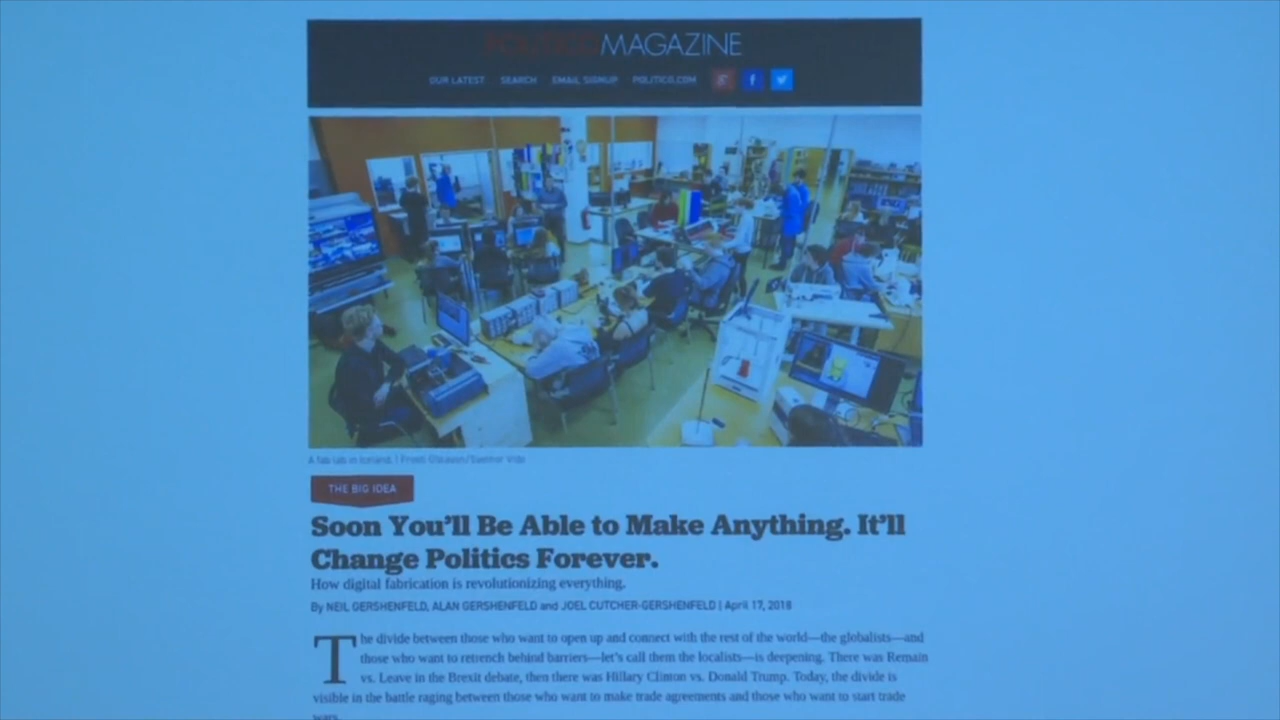 POLITICO MAGAZINE
OUR LATEST SEARCH EMAIL SIGNUP POLITICO.COM
A fab lab in Iceland. |
THE BIG IDEA
Soon You'll Be Able to Make Anything. It'll
Change Politics Forever.
How digital fabrication is revolutionizing everything.
By NEIL GERSHENFELD, ALAN GERSHENFELD and JOEL CUTCHER-GERSHENFELD | April 17, 2018
The divide between those who want to open up and connect with the rest of the world—the globalists—and
those who want to retrench behind barriers—let's call them the localists—is deepening. There was Remain
vs. Leave in the Brexit debate, then there was Hillary Clinton vs. Donald Trump. Today, the divide is
visible in the battle raging between those who want to make trade agreements and those who want to start trade
wars.